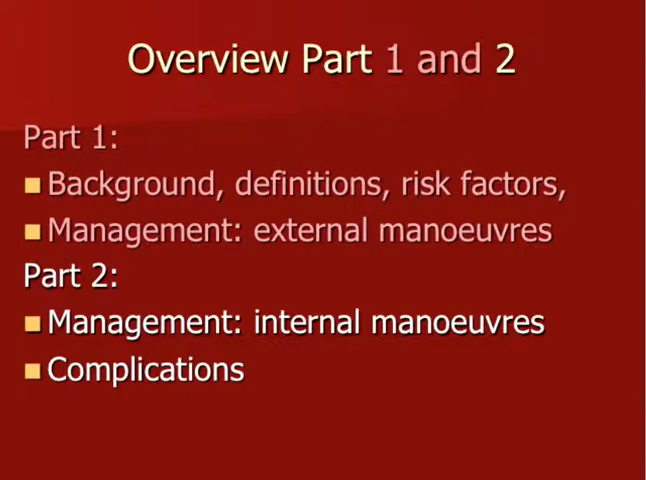 Overview Part 1 and 2
Part 1:
Background, definitions, risk factors,
Management: external manoeuvres
Part 2:
Management: internal manoeuvres
Complications